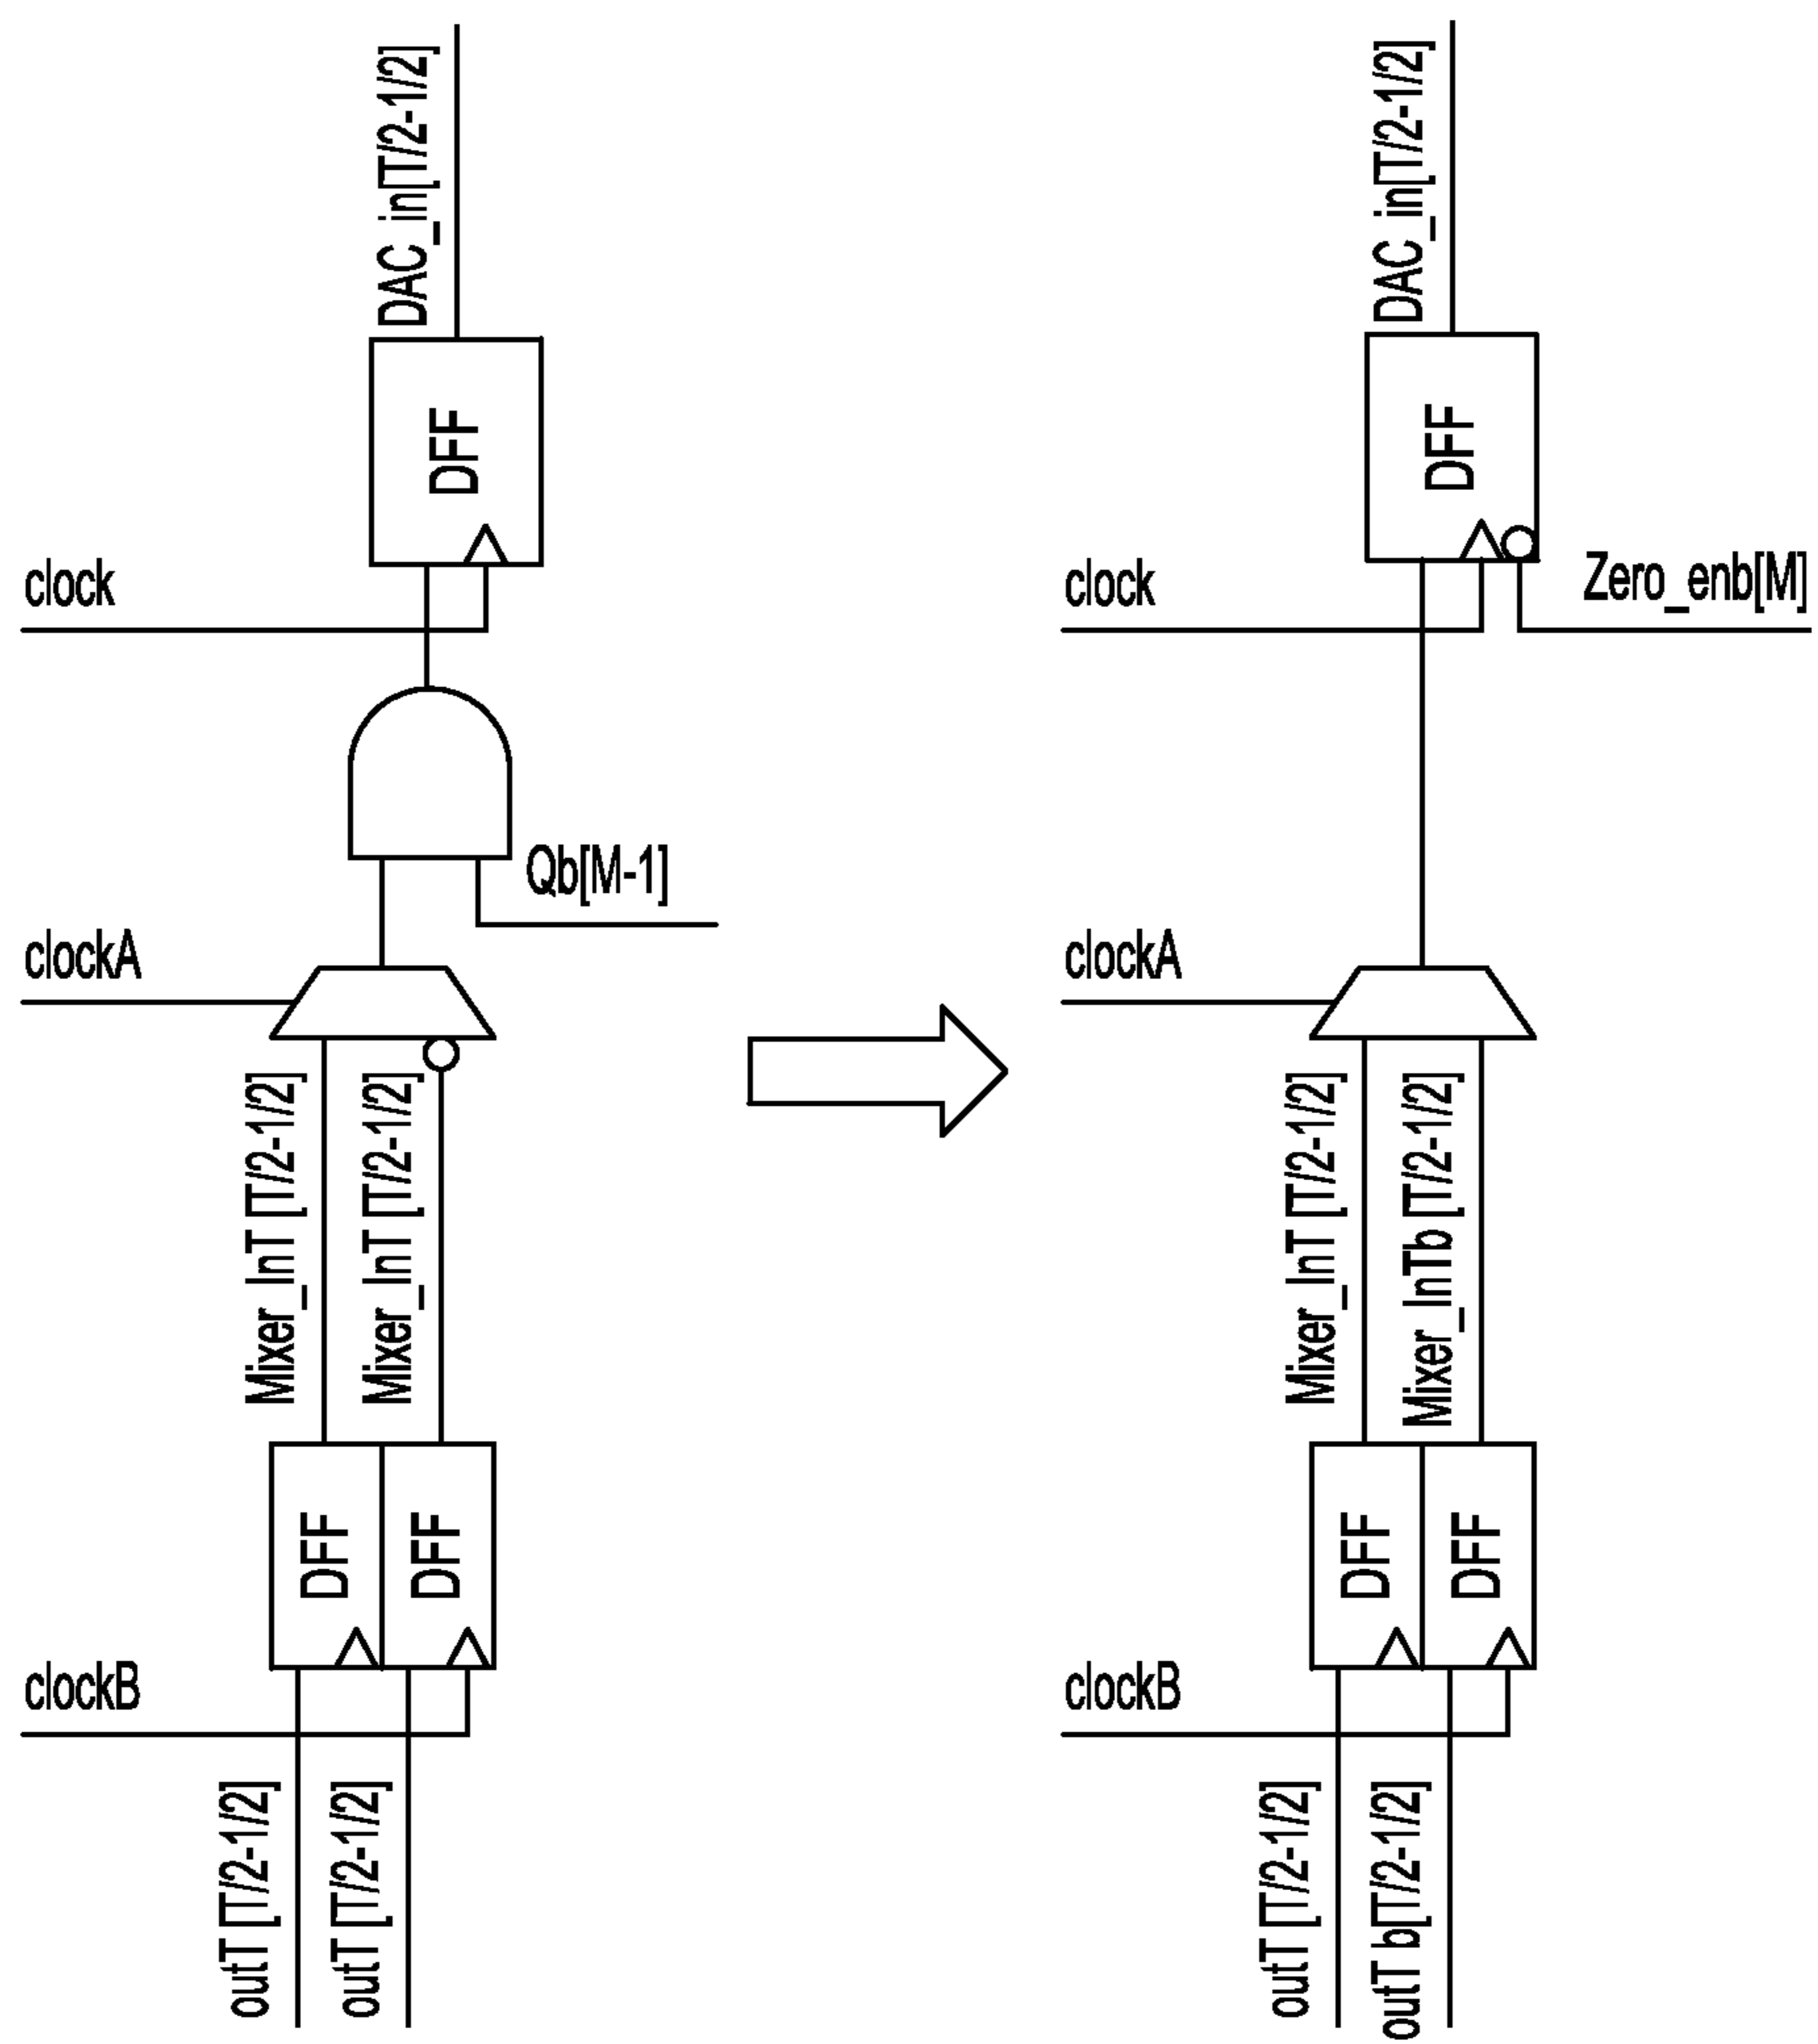 DAC_in[T/2-1/2]
DFF
clock
Qb[M-1]
clockA
Mixer_InT [T/2-1/2]
Mixer_InT [T/2-1/2]
DFF
DFF
clockB
outT [T/2-1/2]
outT [T/2-1/2]
DAC_in[T/2-1/2]
DFF
clock
Zero_enb[M]
clockA
Mixer_InT [T/2-1/2]
Mixer_InTb [T/2-1/2]
DFF
DFF
clockB
outT [T/2-1/2]
outT b[T/2-1/2]